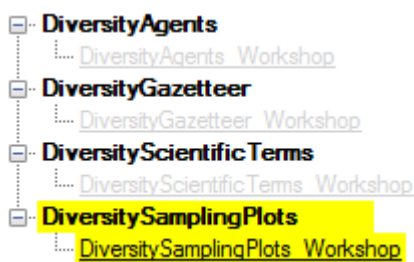 DiversityAgents
DiversityAgents_Workshop
DiversityGazetteer
DiversityGazetteer_Workshop
DiversityScientificTerms
DiversityScientificTerms_Workshop
DiversitySamplingPlots
DiversitySamplingPlots_Workshop